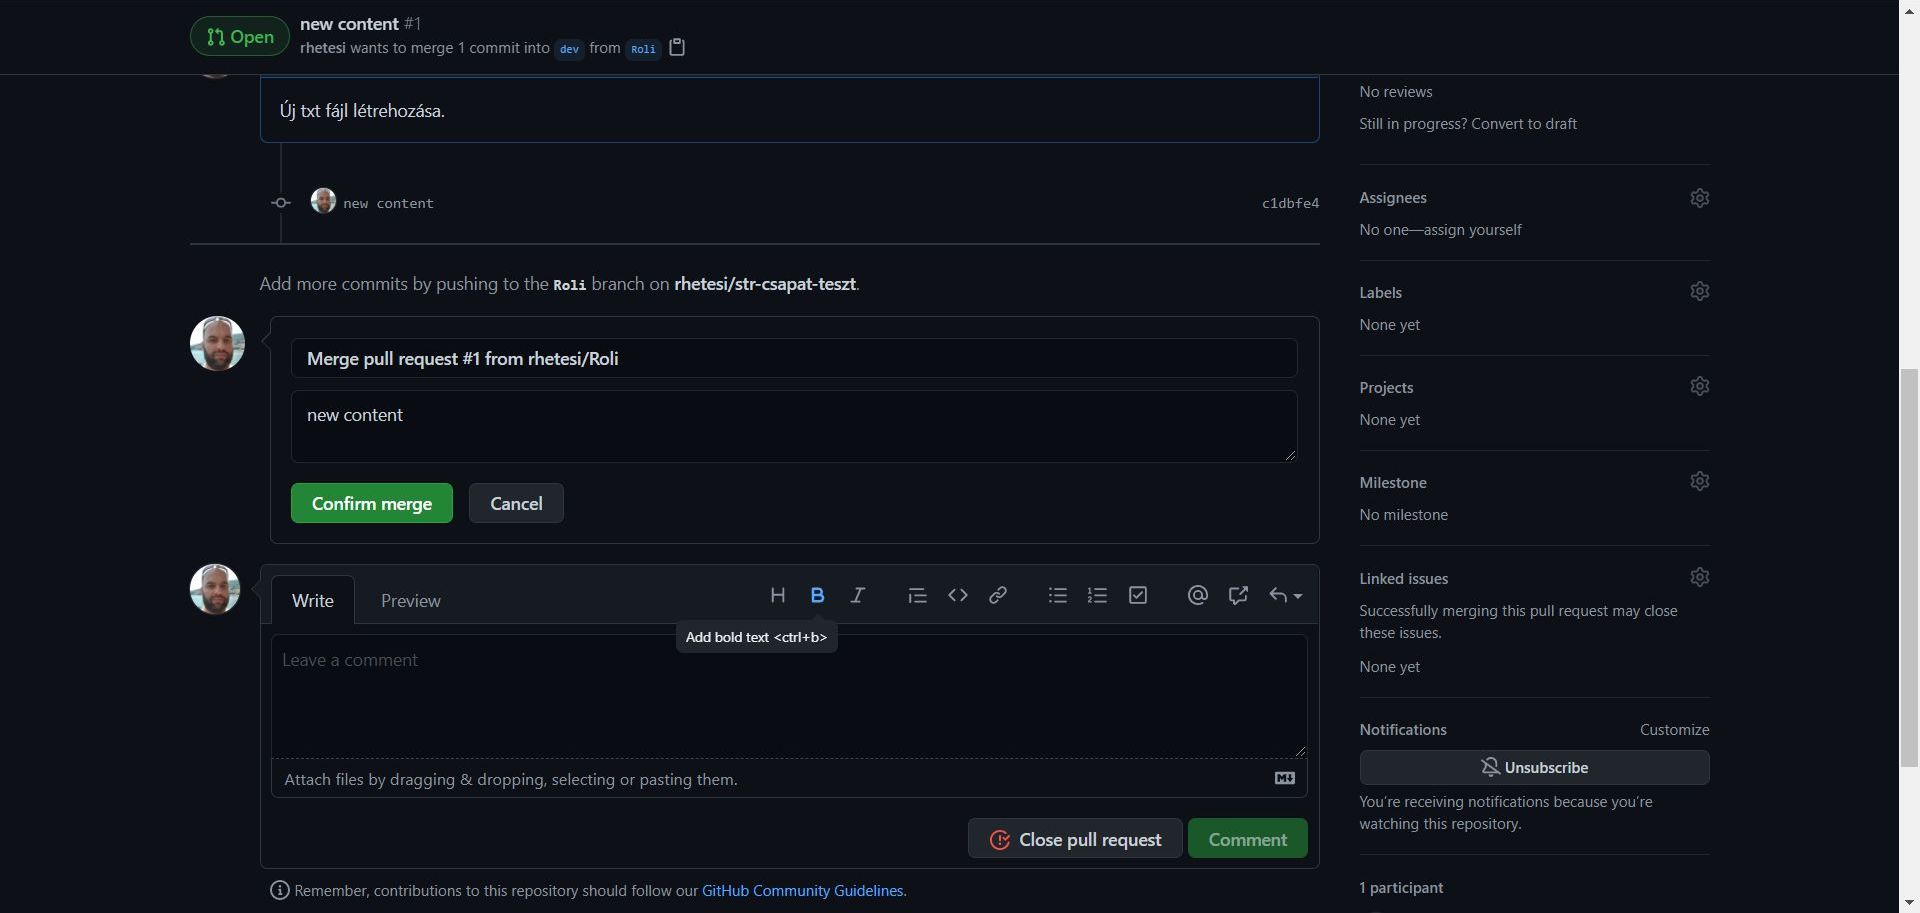 Open
new content #1
rhetesi wants to merge 1 commit into dev from Roli
Új txt fájl létrehozása.
new content
c1dbfe4
Add more commits by pushing to the Roli branch on rhetesi/str-csapat-teszt.
Merge pull request #1 from rhetesi/Roli
new content
Confirm merge
Cancel
Write
Preview
H B I
Add bold text <ctrl+b>
Leave a comment
Attach files by dragging & dropping, selecting or pasting them.
Close pull request
Comment
Remember, contributions to this repository should follow our GitHub Community Guidelines.
No reviews
Still in progress? Convert to draft
Assignees
No one—assign yourself
Labels
None yet
Projects
None yet
Milestone
No milestone
Linked issues
Successfully merging this pull request may close
these issues.
None yet
Notifications
Customize
Unsubscribe
You're receiving notifications because you're
watching this repository.
1 participant